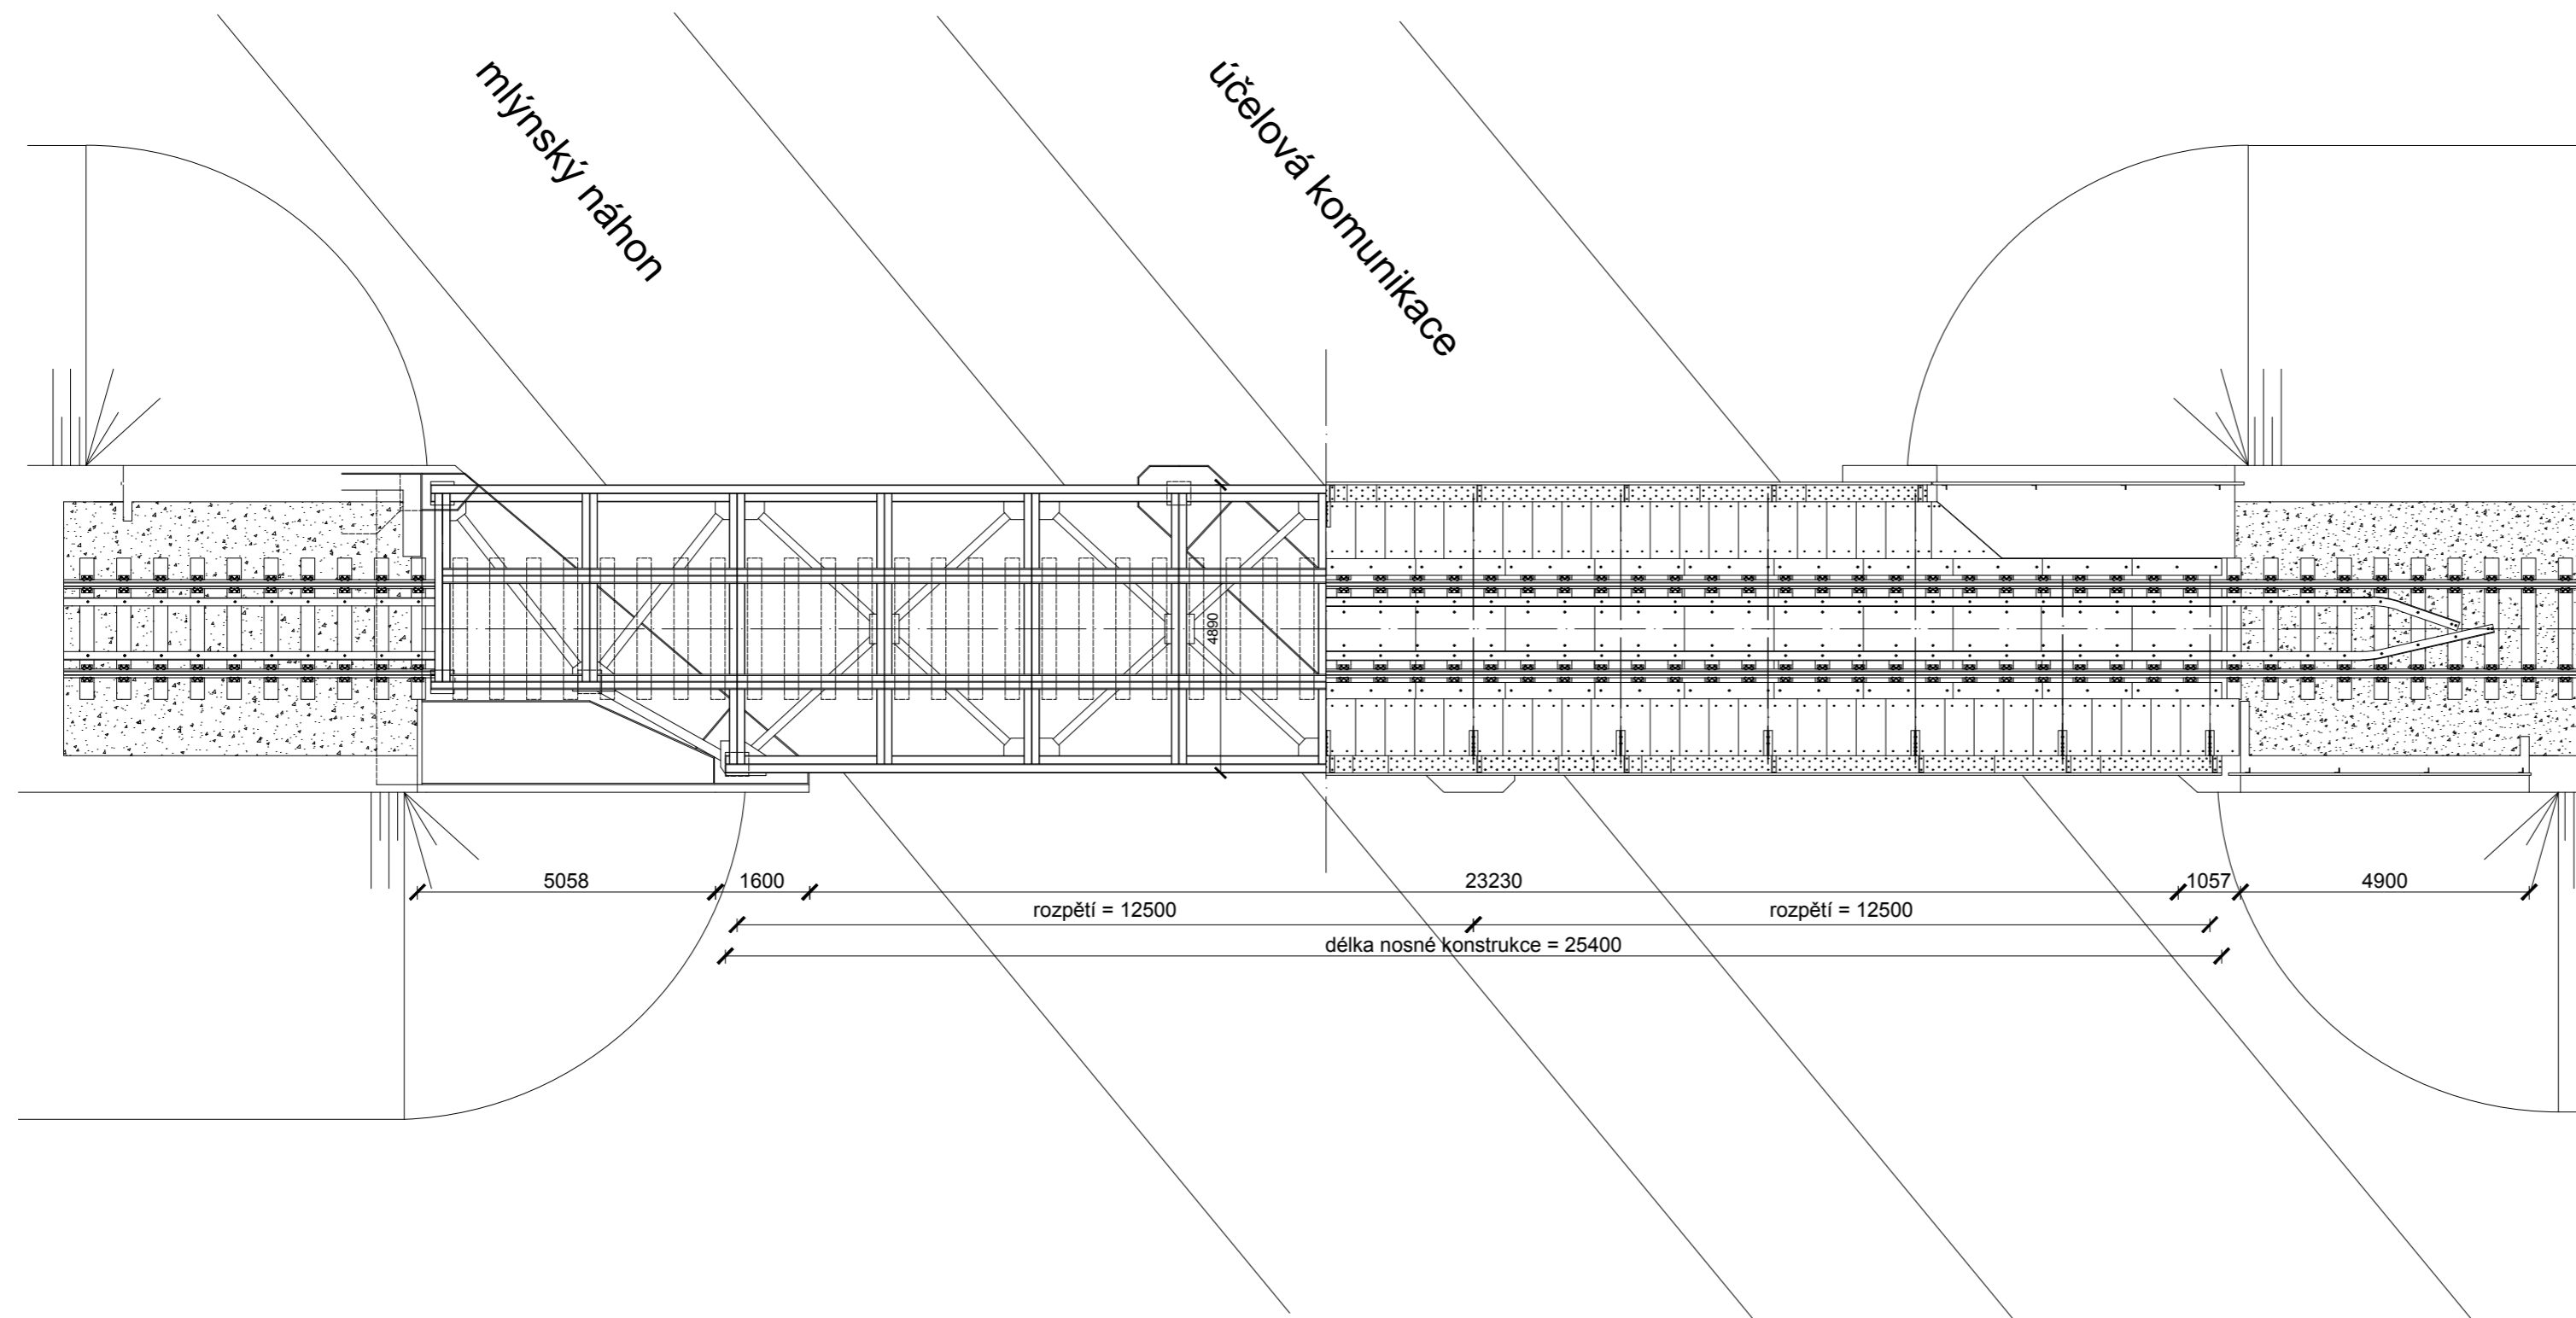 mlýnský náhon
účelová komunikace
4890
5058
1600
23230
1057
4900
rozpětí = 12500
rozpětí = 12500
délka nosné konstrukce = 25400